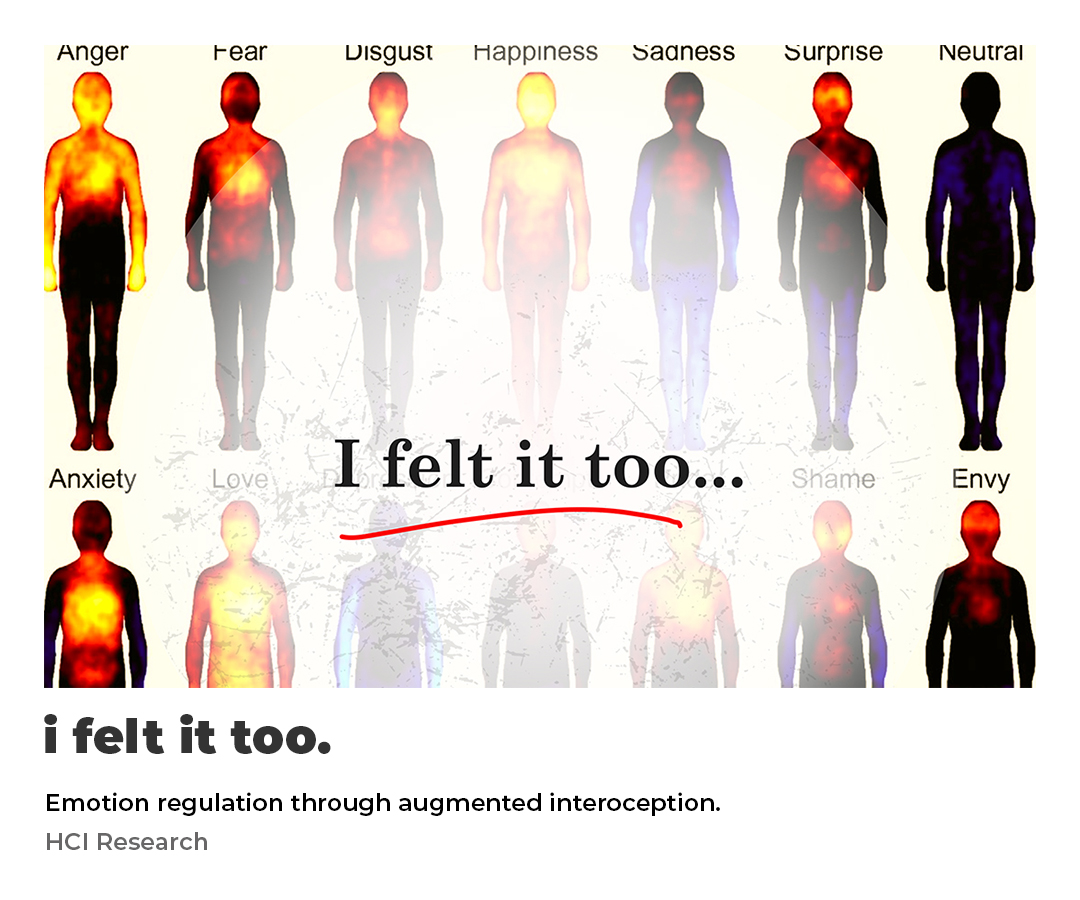 Anger Fear Disgust Happiness Sadness Surprise Neutral
Anxiety Love Shame Envy
I felt it too...
i felt it too.
Emotion regulation through augmented interoception.
HCI Research